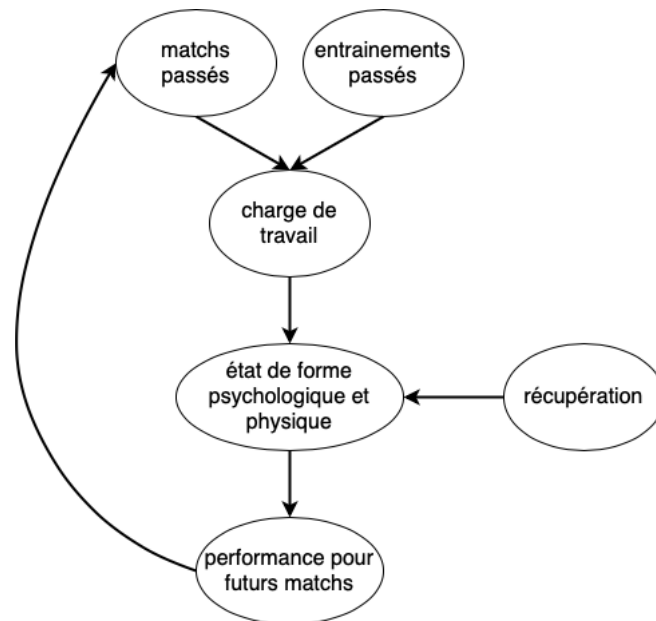 matchs
passés
entrainements
passés
charge de
travail
état de forme
psychologique et
physique
récupération
performance pour
futurs matchs